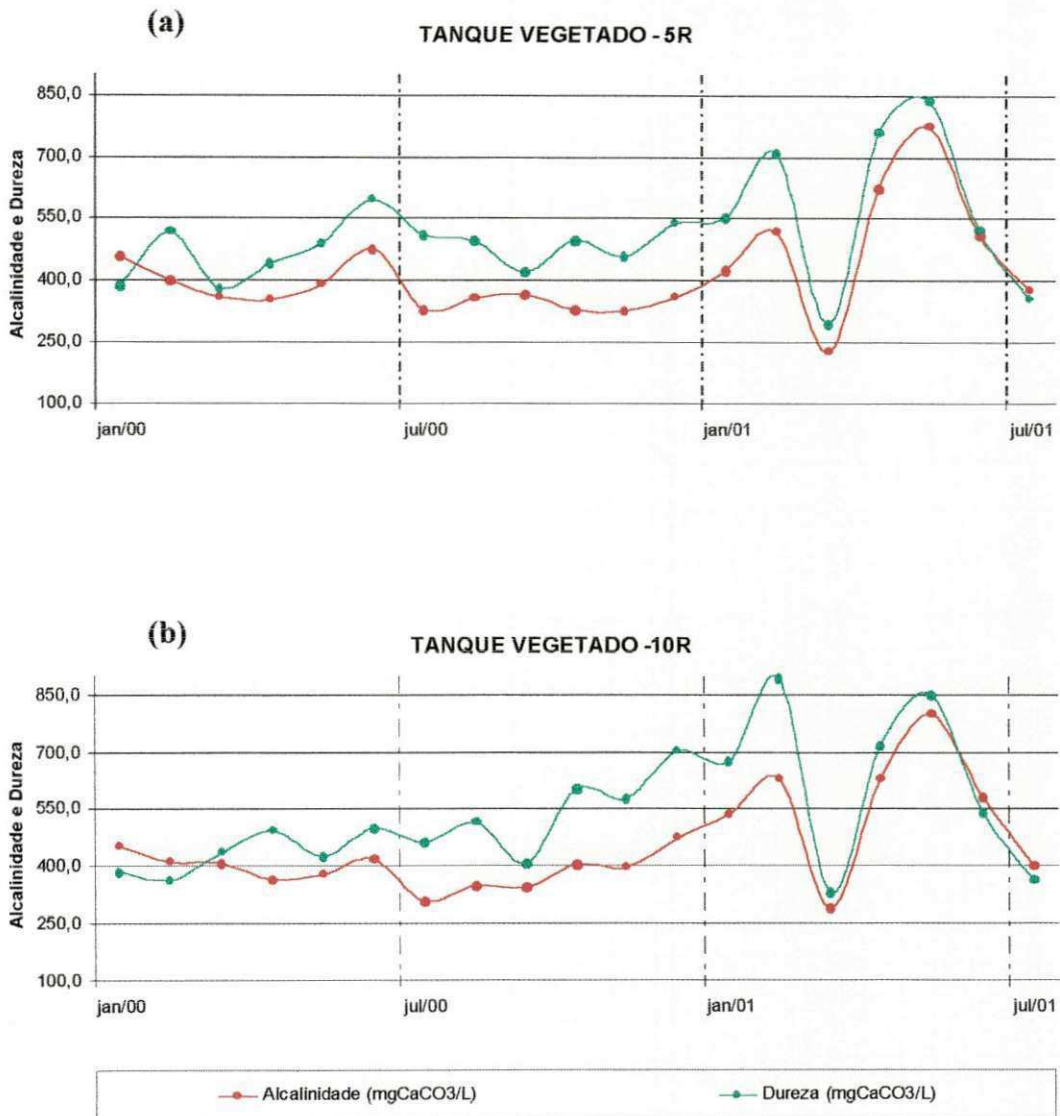 (a)
TANQUE VEGETADO - 5R
Alcalinidade e Dureza
850,0
700,0
550,0
400,0
250,0
100,0
jan/00 jul/00 jan/01 jul/01
(b)
TANQUE VEGETADO -10R
Alcalinidade e Dureza
850,0
700,0
550,0
400,0
250,0
100,0
jan/00 jul/00 jan/01 jul/01
Alcalinidade (mgCaCO3/L) Dureza (mgCaCO3/L)